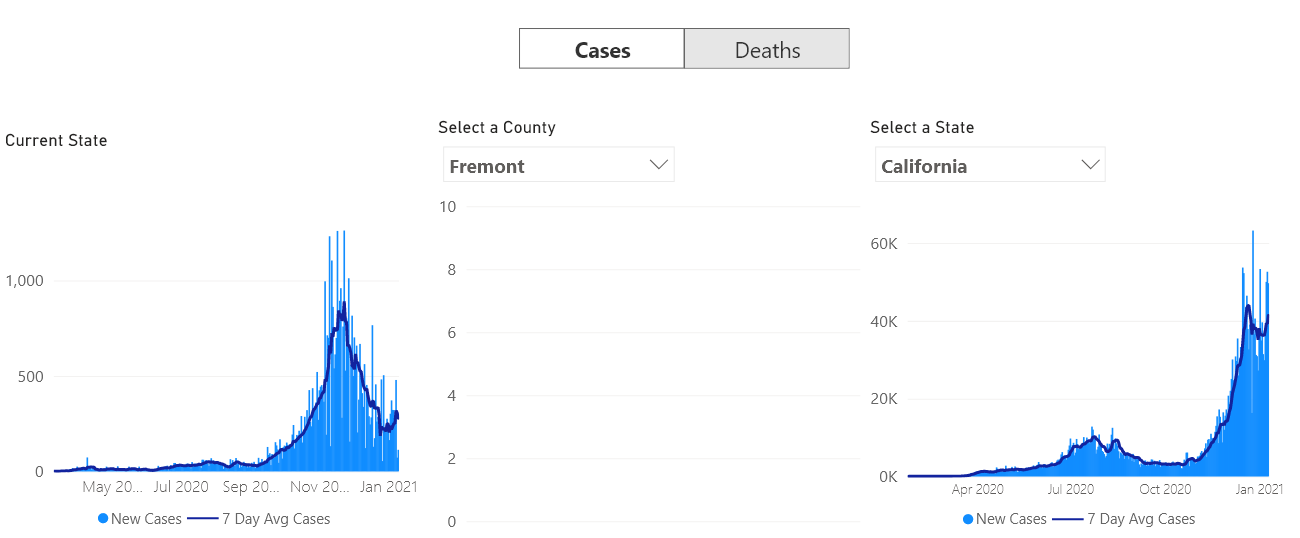 Cases Deaths
Current State
Select a County
Select a State
Fremont
California
1,000
500
0
May 20... Jul 2020 Sep 20... Nov 20... Jan 2021
New Cases 7 Day Avg Cases
10
8
6
4
2
0
60K
40K
20K
0K
Apr 2020 Jul 2020 Oct 2020 Jan 2021
New Cases 7 Day Avg Cases